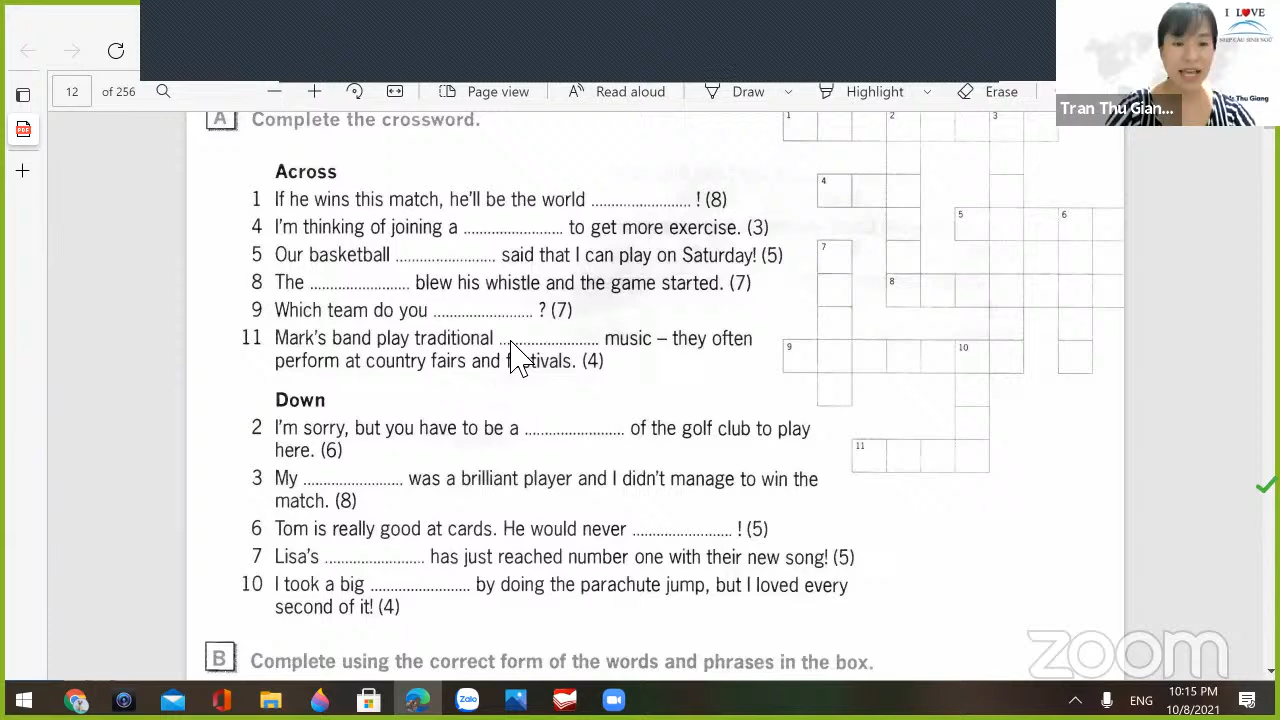 I LOVE
NHỊP CẦU SINH NGỮ
Thu Giang
Tran Thu Gian...
12 of 256
Page view
Read aloud
Draw
Highlight
Erase
A Complete the crossword.
Across
1 If he wins this match, he'll be the world ........................ ! (8)
4 I'm thinking of joining a ........................ to get more exercise. (3)
5 Our basketball ........................ said that I can play on Saturday! (5)
8 The ........................ blew his whistle and the game started. (7)
9 Which team do you ........................ ? (7)
11 Mark's band play traditional ........................ music – they often
perform at country fairs and festivals. (4)
Down
2 I'm sorry, but you have to be a ........................ of the golf club to play
here. (6)
3 My ........................ was a brilliant player and I didn't manage to win the
match. (8)
6 Tom is really good at cards. He would never ........................ ! (5)
7 Lisa's ........................ has just reached number one with their new song! (5)
10 I took a big ........................ by doing the parachute jump, but I loved every
second of it! (4)
1 2 3
4
5 6
7
8
9 10
11
B Complete using the correct form of the words and phrases in the box.
zoom
Zalo
ENG
10:15 PM
10/8/2021